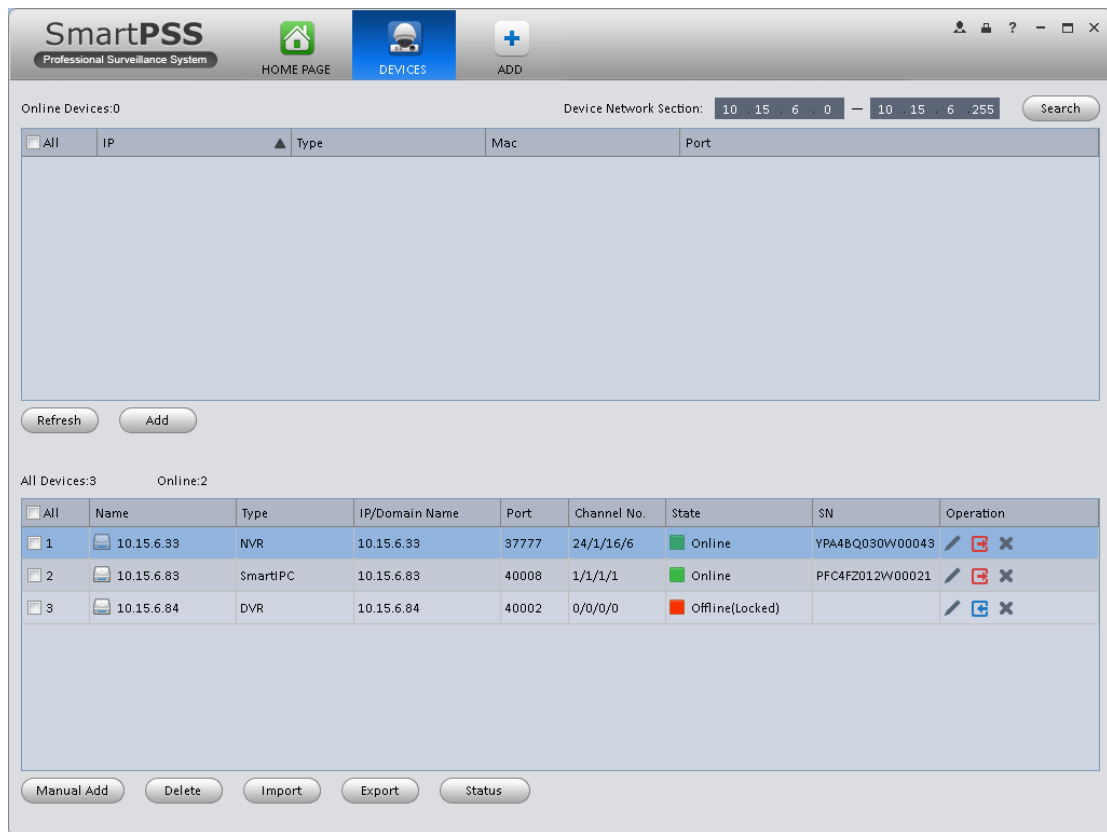 SmartPSS
Professional Surveillance System
HOME PAGE
DEVICES
ADD
?
Online Devices:0
Device Network Section: 10 . 15 . 6 . 0 — 10 . 15 . 6 .255 Search
All IP Type Mac Port
Refresh Add
All Devices:3 Online:2
All Name Type IP/Domain Name Port Channel No. State SN Operation
1 10.15.6.33 NVR 10.15.6.33 37777 24/1/16/6 Online YPA4BQ030W00043
2 10.15.6.83 SmartIPC 10.15.6.83 40008 1/1/1/1 Online PFC4FZ012W00021
3 10.15.6.84 DVR 10.15.6.84 40002 0/0/0/0 Offline(Locked)
Manual Add Delete Import Export Status